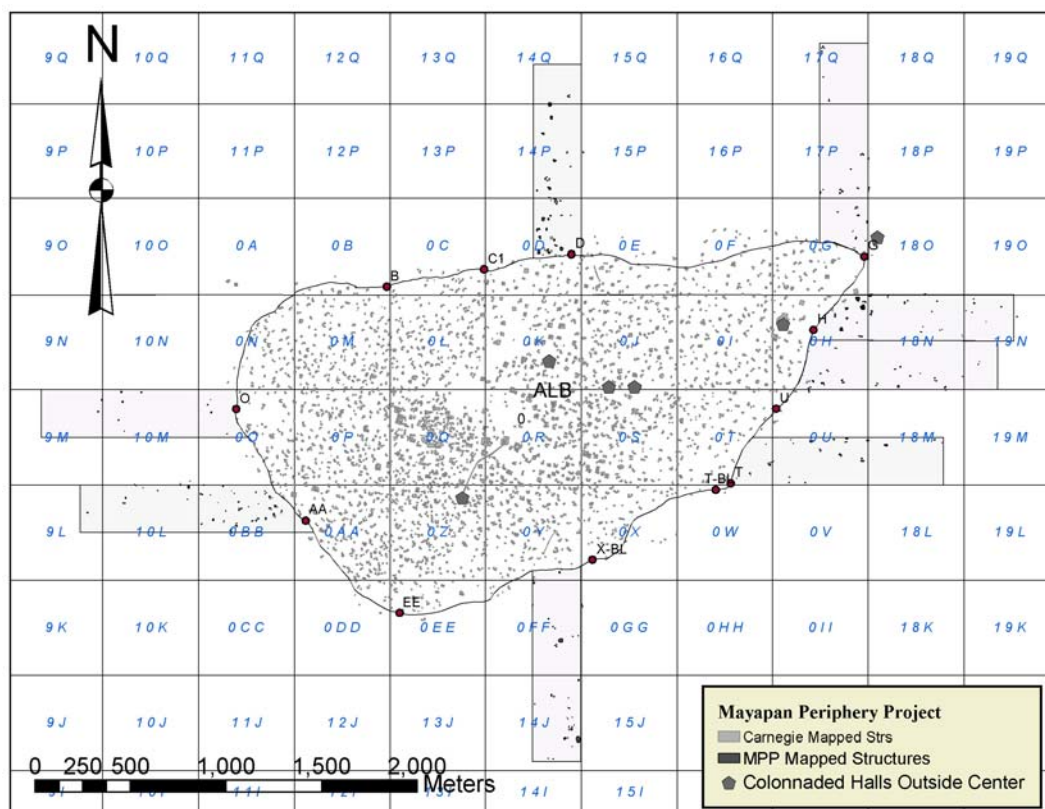 N
9Q 10Q 11Q 12Q 13Q 14Q 15Q 16Q 17Q 18Q 19Q
9P 10P 11P 12P 13P 14P 15P 16P 17P 18P 19P
9O 10O 0A 0B 0C 0D 0E 0F 0G 18O 19O
B C1 D G
9N 10N 0N 0M 0L 0K 0J 0I 0H 18N 19N
H
ALB
O U
0
9M 10M 0O 0P 0Q 0R 0S 0T 0U 18M 19M
T-BL T
9L 10L 0BB 0AA 0Z 0Y 0X 0W 0V 18L 19L
AA X-BL
EE
9K 10K 0CC 0DD 0EE 0FF 0GG 0HH 0II 18K 19K
9J 10J 11J 12J 13J 14J 15J
0 250 500 1,000 1,500 2,000
Meters
14I 15I
Mayapan Periphery Project
Carnegie Mapped Strs
MPP Mapped Structures
Colonnaded Halls Outside Center